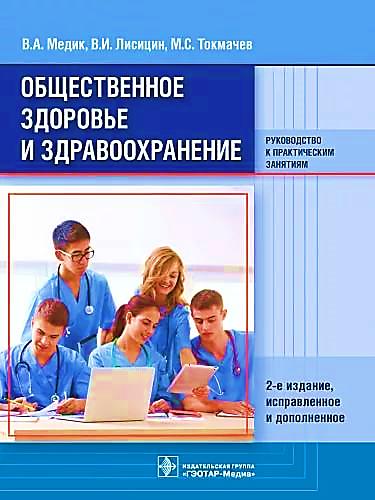 В.А. Медик, В.И. Лисицин, М.С. Токмачев
ОБЩЕСТВЕННОЕ
ЗДОРОВЬЕ
И ЗДРАВООХРАНЕНИЕ
РУКОВОДСТВО
К ПРАКТИЧЕСКИМ
ЗАНЯТИЯМ
2-е издание,
исправленное
и дополненное
ИЗДАТЕЛЬСКАЯ ГРУППА
«ГЭОТАР-Медиа»